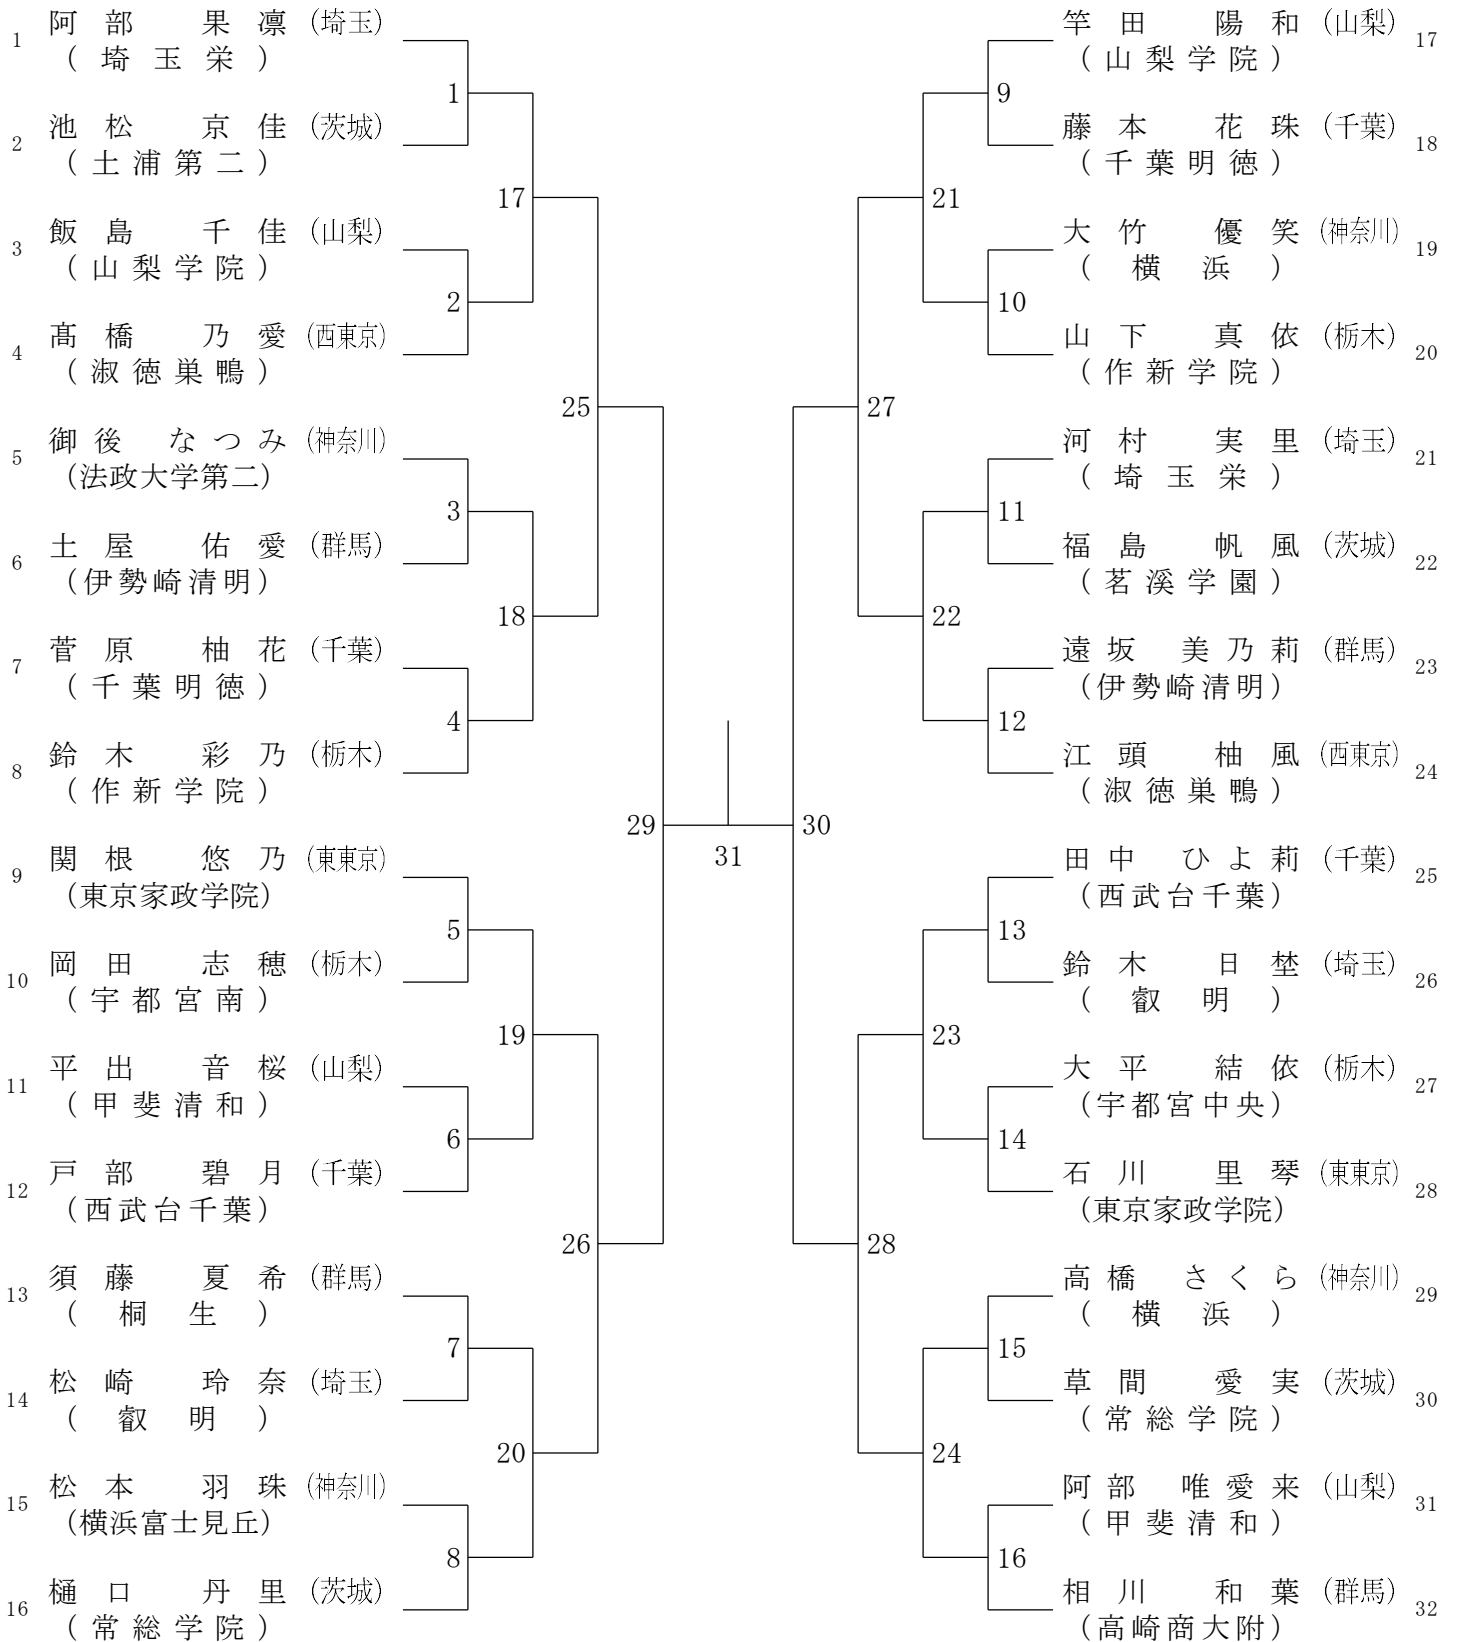 1 阿部 果凛 (埼玉)
(埼玉栄)
2 池松 京佳 (茨城)
(土浦第二)
3 飯島 千佳 (山梨)
(山梨学院)
4 髙橋 乃愛 (西東京)
(淑徳巣鴨)
5 御後 なつみ (神奈川)
(法政大学第二)
6 土屋 佑愛 (群馬)
(伊勢崎清明)
7 菅原 柚花 (千葉)
(千葉明徳)
8 鈴木 彩乃 (栃木)
(作新学院)
9 関根 悠乃 (東東京)
(東京家政学院)
10 岡田 志穂 (栃木)
(宇都宮南)
11 平出 音桜 (山梨)
(甲斐清和)
12 戸部 碧月 (千葉)
(西武台千葉)
13 須藤 夏希 (群馬)
(桐生)
14 松崎 玲奈 (埼玉)
(叡明)
15 松本 羽珠 (神奈川)
(横浜富士見丘)
16 樋口 丹里 (茨城)
(常総学院)
1
2
3
4
5
6
7
8
17
18
19
20
25
26
29
31
30
27
28
21
22
23
24
9
10
11
12
13
14
15
16
竿田 陽和 (山梨) 17
(山梨学院)
藤本 花珠 (千葉) 18
(千葉明徳)
大竹 優笑 (神奈川) 19
(横浜)
山下 真依 (栃木) 20
(作新学院)
河村 実里 (埼玉) 21
(埼玉栄)
福島 帆風 (茨城) 22
(茗溪学園)
遠坂 美乃莉 (群馬) 23
(伊勢崎清明)
江頭 柚風 (西東京) 24
(淑徳巣鴨)
田中 ひよ莉 (千葉) 25
(西武台千葉)
鈴木 日埜 (埼玉) 26
(叡明)
大平 結依 (栃木) 27
(宇都宮中央)
石川 里琴 (東東京) 28
(東京家政学院)
高橋 さくら (神奈川) 29
(横浜)
草間 愛実 (茨城) 30
(常総学院)
阿部 唯愛来 (山梨) 31
(甲斐清和)
相川 和葉 (群馬) 32
(高崎商大附)